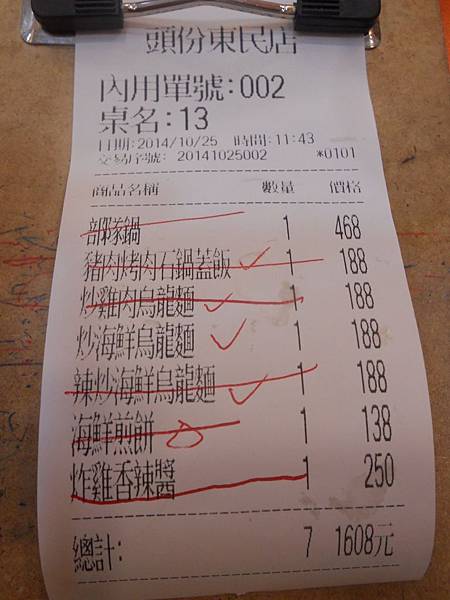 頭份東民店
內用單號:002
桌名:13
日期:2014/10/25 時間:11:43
交易序號: 20141025002 *0101
商品名稱 數量 價格
部隊鍋 1 468
豬肉烤肉石鍋蓋飯 1 188
炒雞肉烏龍麵 1 188
炒海鮮烏龍麵 1 188
辣炒海鮮烏龍麵 1 188
海鮮煎餅 1 138
炸雞香辣醬 1 250
總計: 7 1608元